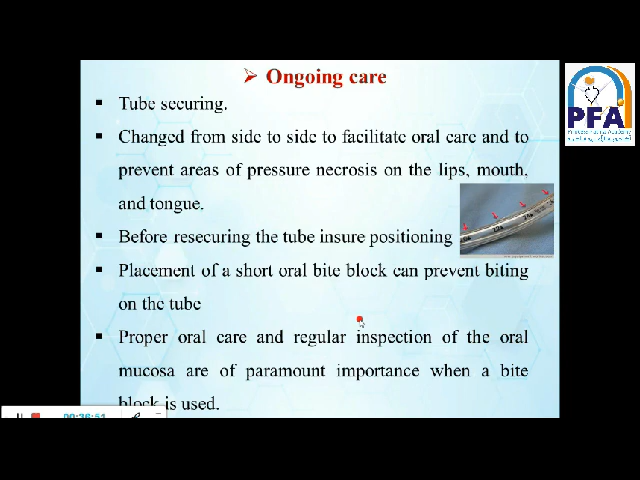 ➢ Ongoing care
▪ Tube securing.
▪ Changed from side to side to facilitate oral care and to
prevent areas of pressure necrosis on the lips, mouth,
and tongue.
▪ Before resecuring the tube insure positioning
▪ Placement of a short oral bite block can prevent biting
on the tube
▪ Proper oral care and regular inspection of the oral
mucosa are of paramount importance when a bite
block is used.
PFA
00:36:51